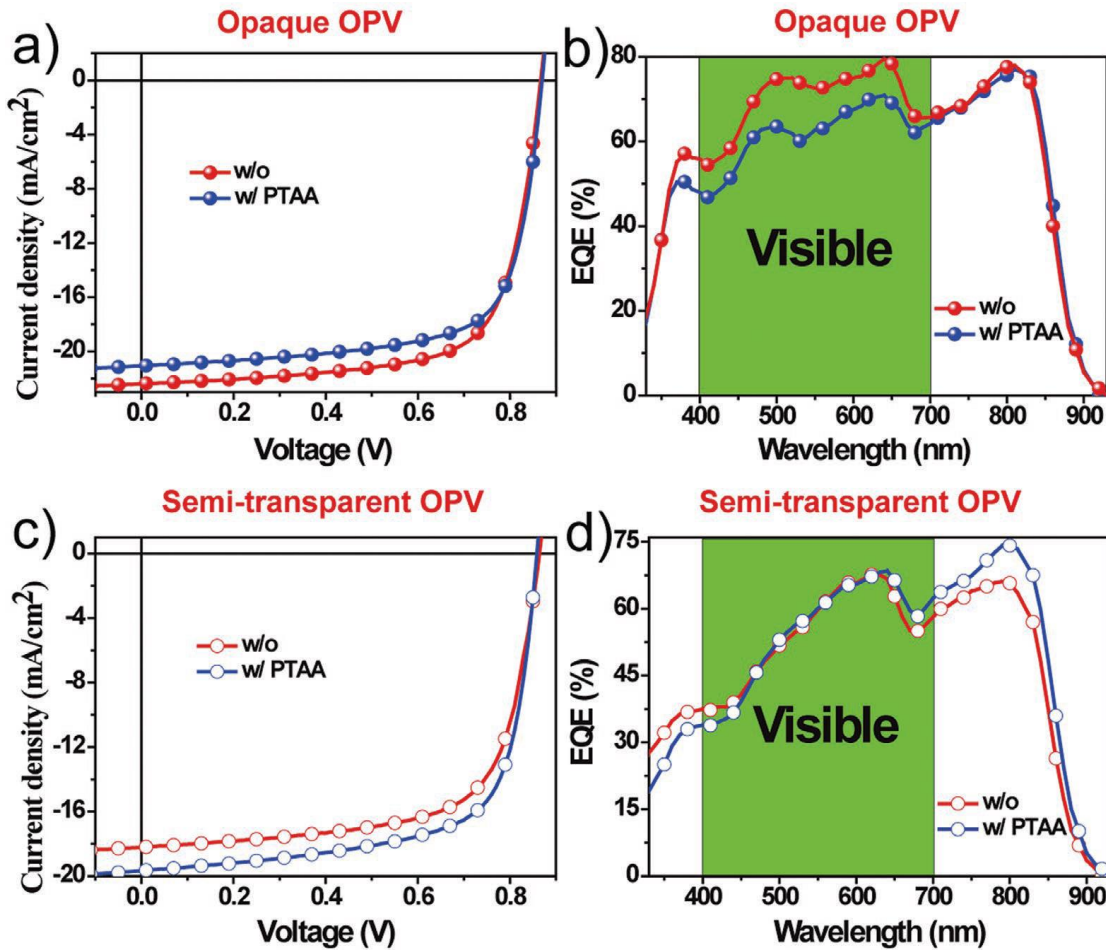 Opaque OPV
a)
0
-4
-8
-12
-16
-20
Current density (mA/cm2)
w/o
w/ PTAA
0.0 0.2 0.4 0.6 0.8
Voltage (V)
Opaque OPV
b)
80
60
40
20
0
EQE (%)
Visible
w/o
w/ PTAA
400 500 600 700 800 900
Wavelength (nm)
Semi-transparent OPV
c)
0
-4
-8
-12
-16
-20
Current density (mA/cm2)
w/o
w/ PTAA
0.0 0.2 0.4 0.6 0.8
Voltage (V)
Semi-transparent OPV
d)
75
60
45
30
15
0
EQE (%)
Visible
w/o
w/ PTAA
400 500 600 700 800 900
Wavelength (nm)